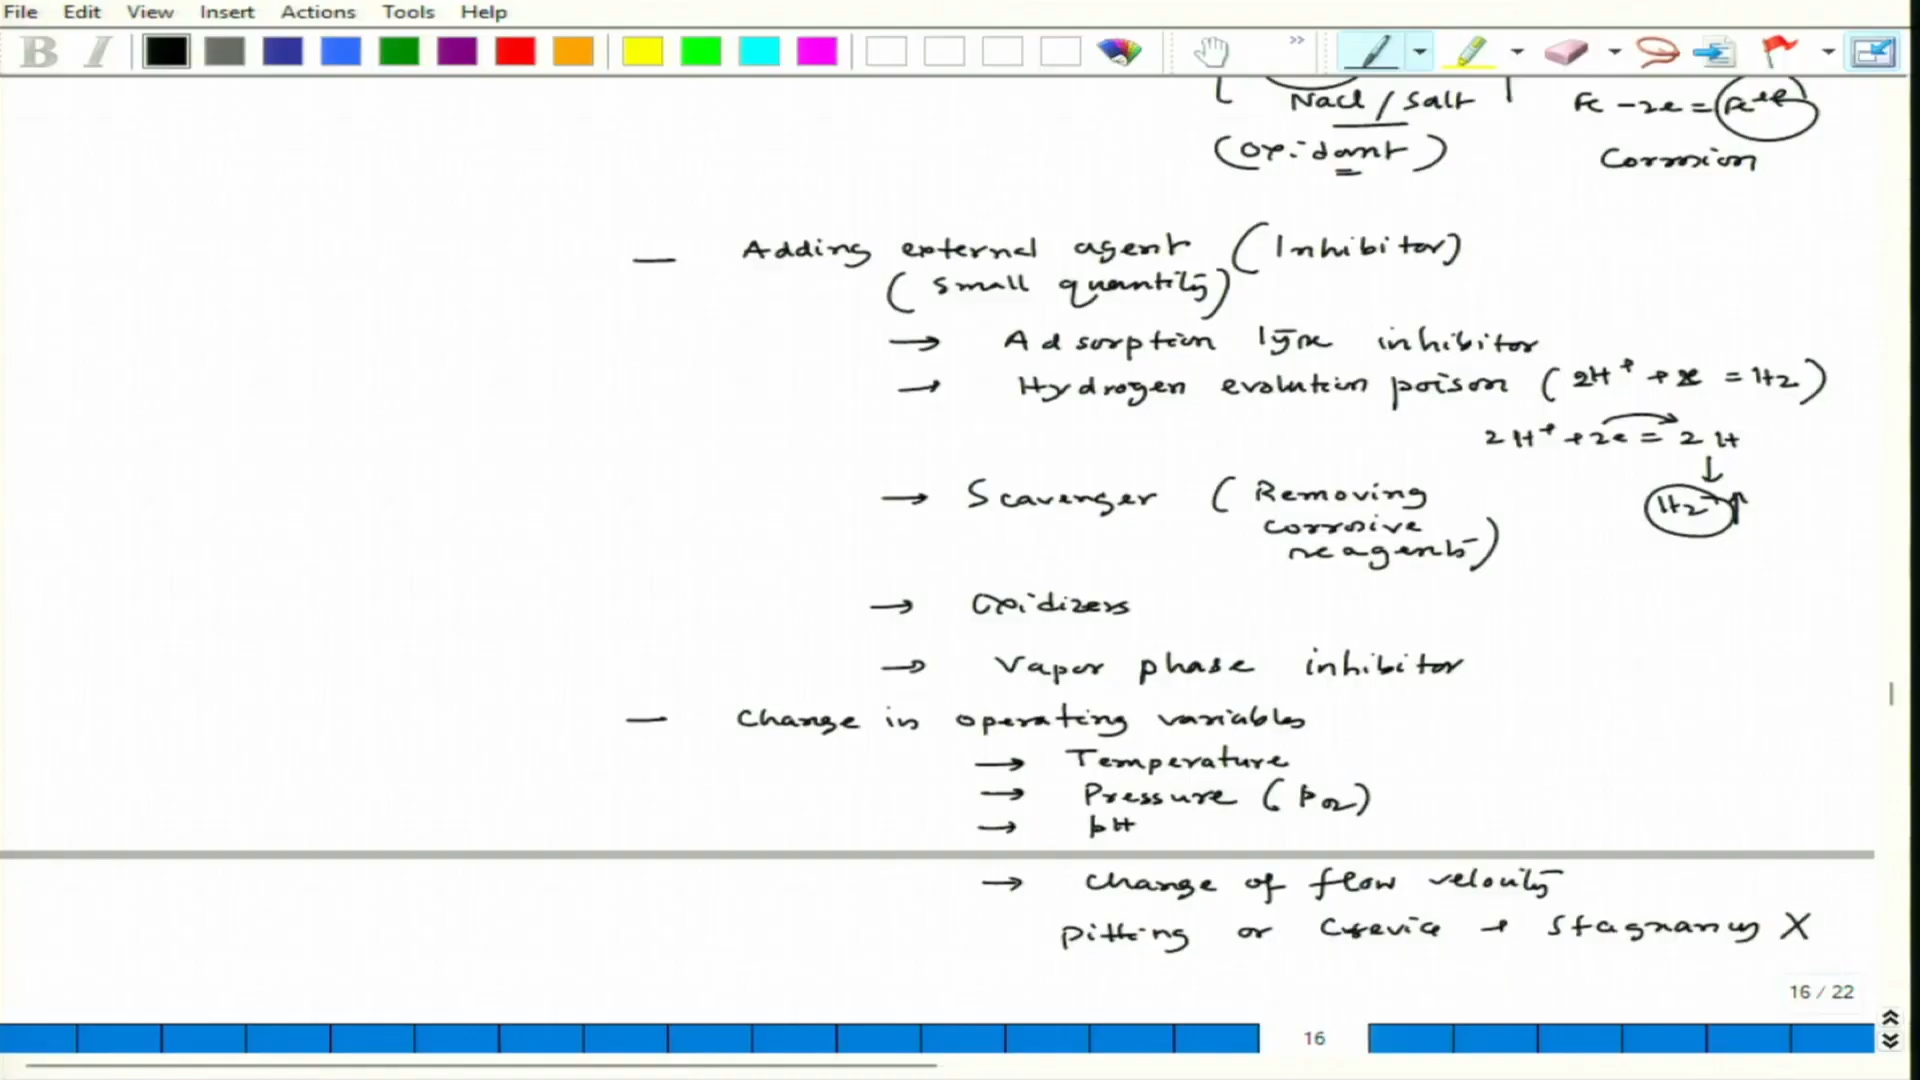 File Edit View Insert Actions Tools Help
B I
NaCl / Salt
Fe - 2e = Fe
(Oxidant)
Corrosion
— Adding external agent (Inhibitor)
(small quantity)
→ Adsorption type inhibitor
→ Hydrogen evolution poison (2H⁺ + 2e = H₂)
2H⁺ + 2e = 2H
↓
H₂ ↑
→ Scavenger (Removing
corrosive
reagents)
→ Oxidizers
→ Vapor phase inhibitor
— Change in operating variables
→ Temperature
→ Pressure (pO₂)
→ pH
→ Change of flow velocity
Pitting or Crevice → Stagnancy X
16 / 22
16